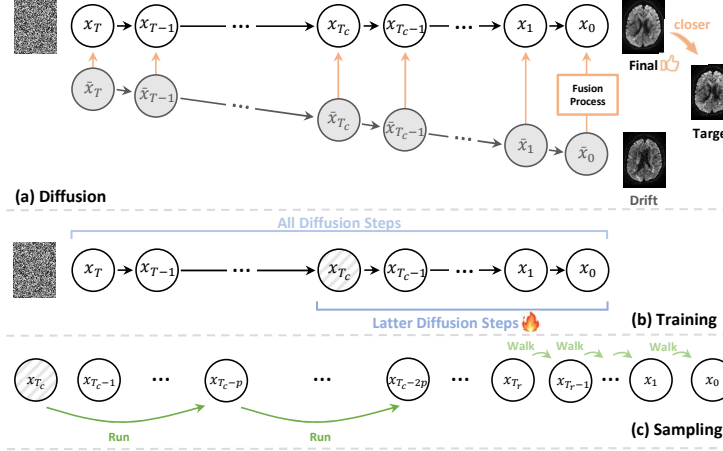 x_T x_{T-1} ... x_{T_c} x_{T_c-1} ... x_1 x_0
closer
Final
x̄_T x̄_{T-1} ... x̄_{T_c} x̄_{T_c-1} ... x̄_1 x̄_0
Fusion
Process
Target
(a) Diffusion
Drift
All Diffusion Steps
x_T x_{T-1} ... x_{T_c} x_{T_c-1} ... x_1 x_0
Latter Diffusion Steps
(b) Training
Walk Walk Walk
x_{T_c} x_{T_c-1} ... x_{T_c-p} ... x_{T_c-2p} ... x_{T_r} x_{T_r-1} ... x_1 x_0
Run Run
(c) Sampling